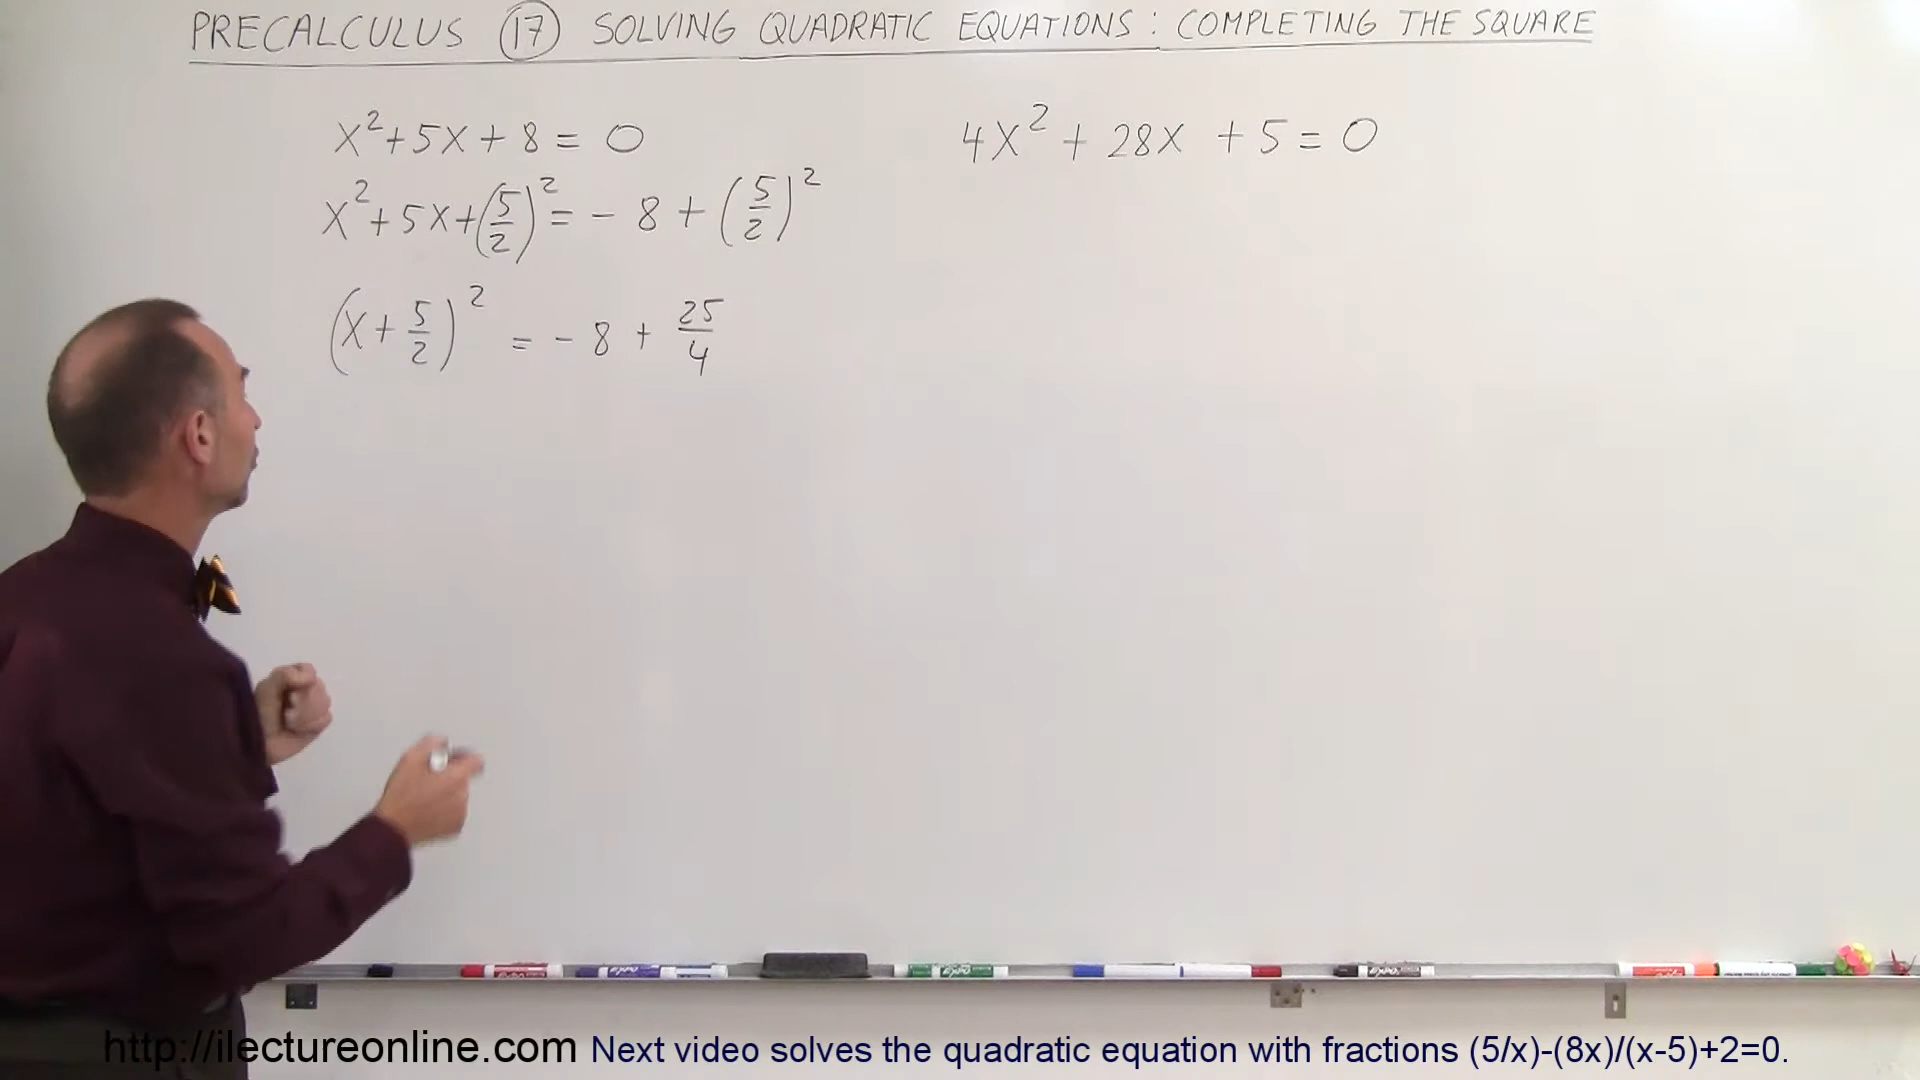 PRECALCULUS 17 SOLVING QUADRATIC EQUATIONS : COMPLETING THE SQUARE
x²+5x+8=0
x²+5x+(5/2)²=-8+(5/2)²
(x+5/2)²=-8+25/4
4x²+28x+5=0
http://ilectureonline.com Next video solves the quadratic equation with fractions (5/x)-(8x)/(x-5)+2=0.